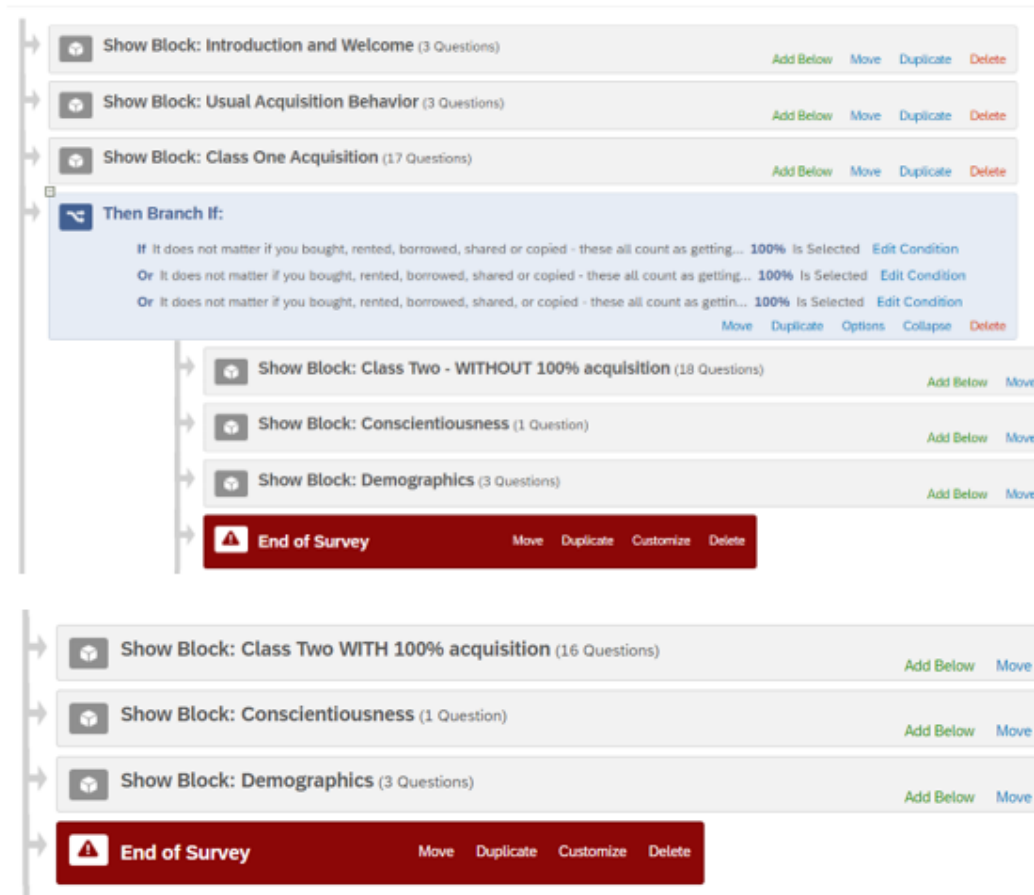 Show Block: Introduction and Welcome (3 Questions)
Add Below Move Duplicate Delete
Show Block: Usual Acquisition Behavior (3 Questions)
Add Below Move Duplicate Delete
Show Block: Class One Acquisition (17 Questions)
Add Below Move Duplicate Delete
Then Branch If:
If It does not matter if you bought, rented, borrowed, shared or copied - these all count as getting... 100% Is Selected Edit Condition
Or It does not matter if you bought, rented, borrowed, shared or copied - these all count as getting... 100% Is Selected Edit Condition
Or It does not matter if you bought, rented, borrowed, shared, or copied - these all count as gettin... 100% Is Selected Edit Condition
Move Duplicate Options Collapse Delete
Show Block: Class Two - WITHOUT 100% acquisition (18 Questions)
Add Below Move
Show Block: Conscientiousness (1 Question)
Add Below Move
Show Block: Demographics (3 Questions)
Add Below Move
End of Survey Move Duplicate Customize Delete
Show Block: Class Two WITH 100% acquisition (16 Questions)
Add Below Move
Show Block: Conscientiousness (1 Question)
Add Below Move
Show Block: Demographics (3 Questions)
Add Below Move
End of Survey Move Duplicate Customize Delete